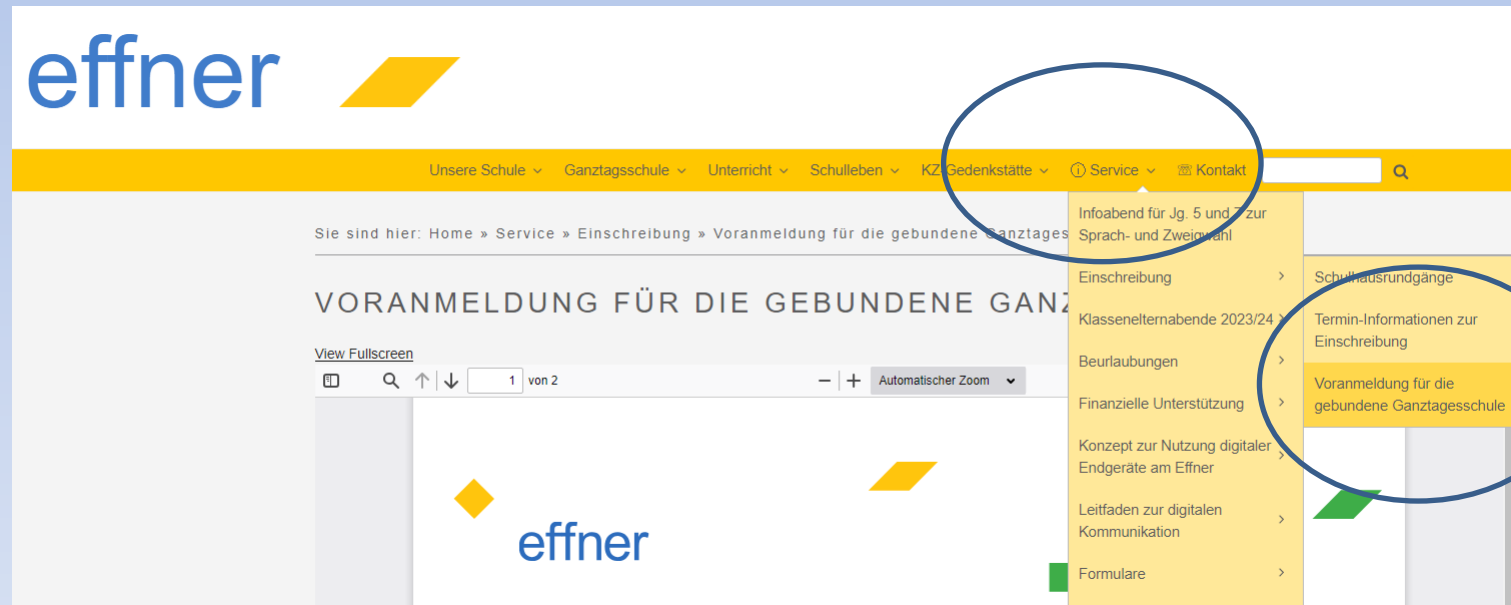 effner
Unsere Schule Ganztagsschule Unterricht Schulleben KZ-Gedenkstätte Service Kontakt
Sie sind hier: Home » Service » Einschreibung » Voranmeldung für die gebundene Ganztages
VORANMELDUNG FÜR DIE GEBUNDENE GANZ
View Fullscreen
1 von 2
Automatischer Zoom
effner
Infoabend für Jg. 5 und 7 zur
Sprach- und Zweigwahl
Einschreibung
Klassenelternabende 2023/24
Beurlaubungen
Finanzielle Unterstützung
Konzept zur Nutzung digitaler
Endgeräte am Effner
Leitfaden zur digitalen
Kommunikation
Formulare
Schulhausrundgänge
Termin-Informationen zur
Einschreibung
Voranmeldung für die
gebundene Ganztagesschule